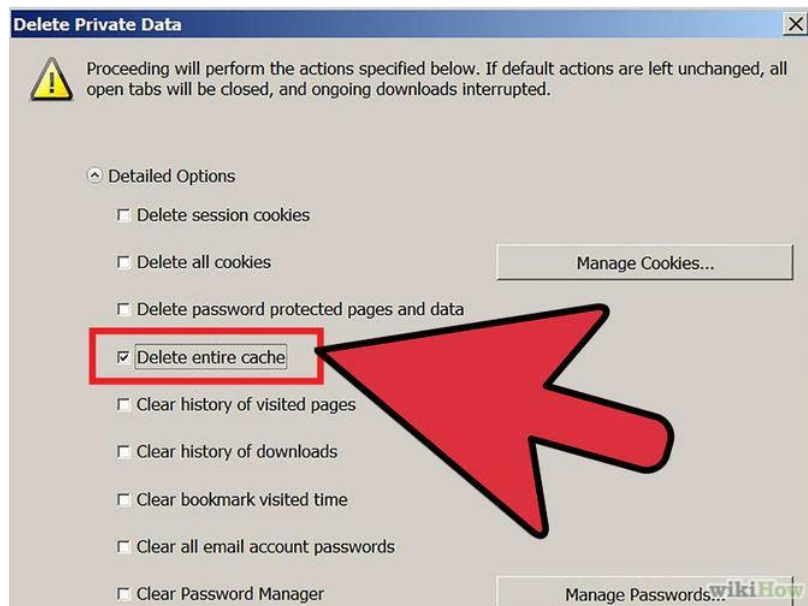 Delete Private Data
Proceeding will perform the actions specified below. If default actions are left unchanged, all
open tabs will be closed, and ongoing downloads interrupted.
Detailed Options
Delete session cookies
Delete all cookies
Manage Cookies...
Delete password protected pages and data
Delete entire cache
Clear history of visited pages
Clear history of downloads
Clear bookmark visited time
Clear all email account passwords
Clear Password Manager
Manage Passwords...
wikiHow